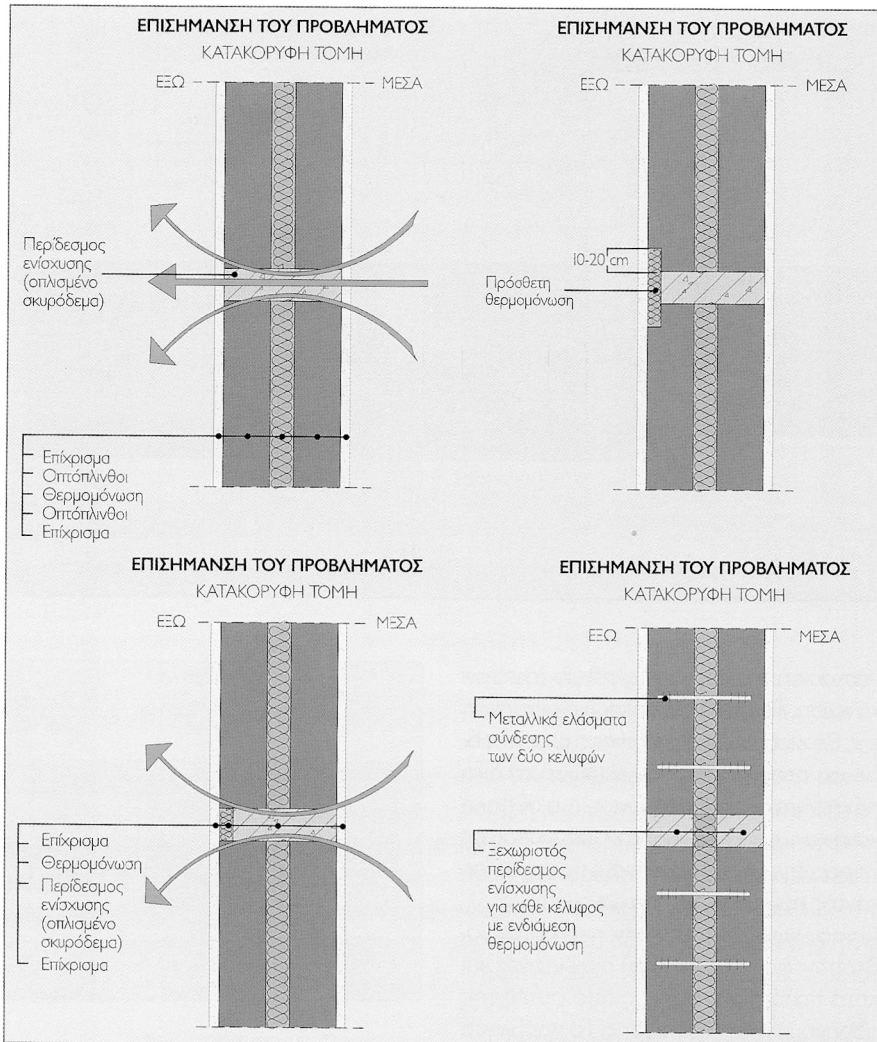 ΕΠΙΣΗΜΑΝΣΗ ΤΟΥ ΠΡΟΒΛΗΜΑΤΟΣ
ΚΑΤΑΚΟΡΥΦΗ ΤΟΜΗ
ΕΞΩ
ΜΕΣΑ
Περίδεσμος
ενίσχυσης
(οπλισμένο
σκυρόδεμα)
Επίχρισμα
Οπτόπλινθοι
Θερμομόνωση
Οπτόπλινθοι
Επίχρισμα
ΕΠΙΣΗΜΑΝΣΗ ΤΟΥ ΠΡΟΒΛΗΜΑΤΟΣ
ΚΑΤΑΚΟΡΥΦΗ ΤΟΜΗ
ΕΞΩ
ΜΕΣΑ
10-20 cm
Πρόσθετη
θερμομόνωση
ΕΠΙΣΗΜΑΝΣΗ ΤΟΥ ΠΡΟΒΛΗΜΑΤΟΣ
ΚΑΤΑΚΟΡΥΦΗ ΤΟΜΗ
ΕΞΩ
ΜΕΣΑ
Επίχρισμα
Θερμομόνωση
Περίδεσμος
ενίσχυσης
(οπλισμένο
σκυρόδεμα)
Επίχρισμα
ΕΠΙΣΗΜΑΝΣΗ ΤΟΥ ΠΡΟΒΛΗΜΑΤΟΣ
ΚΑΤΑΚΟΡΥΦΗ ΤΟΜΗ
ΕΞΩ
ΜΕΣΑ
Μεταλλικά ελάσματα
σύνδεσης
των δύο κελυφών
Ξεχωριστός
περίδεσμος
ενίσχυσης
για κάθε κέλυφος
με ενδιάμεση
θερμομόνωση